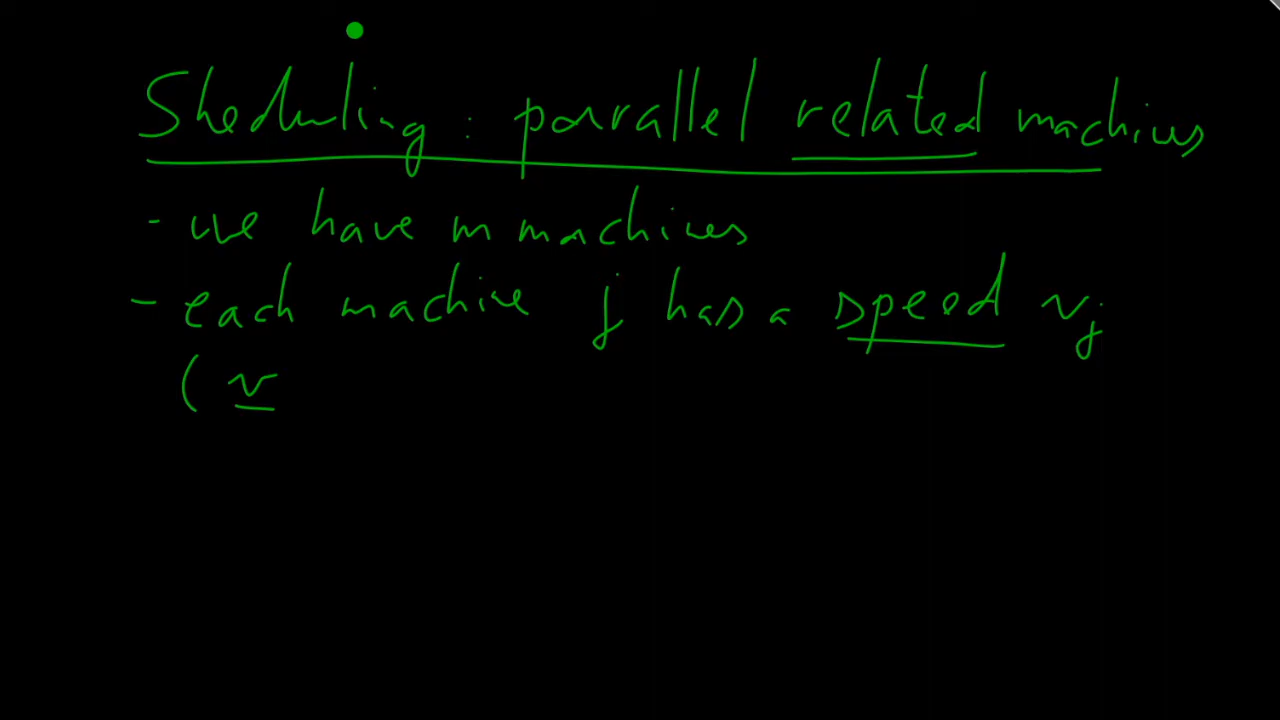 Sheduling: parallel related machines
- we have m machines
- each machine j has a speed vj
( v